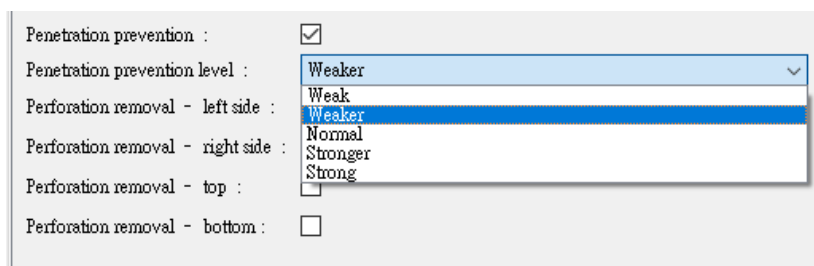 Penetration prevention :
Penetration prevention level : Weaker
Weak
Perforation removal - left side : Weaker
Normal
Perforation removal - right side : Stronger
Strong
Perforation removal - top :
Perforation removal - bottom :